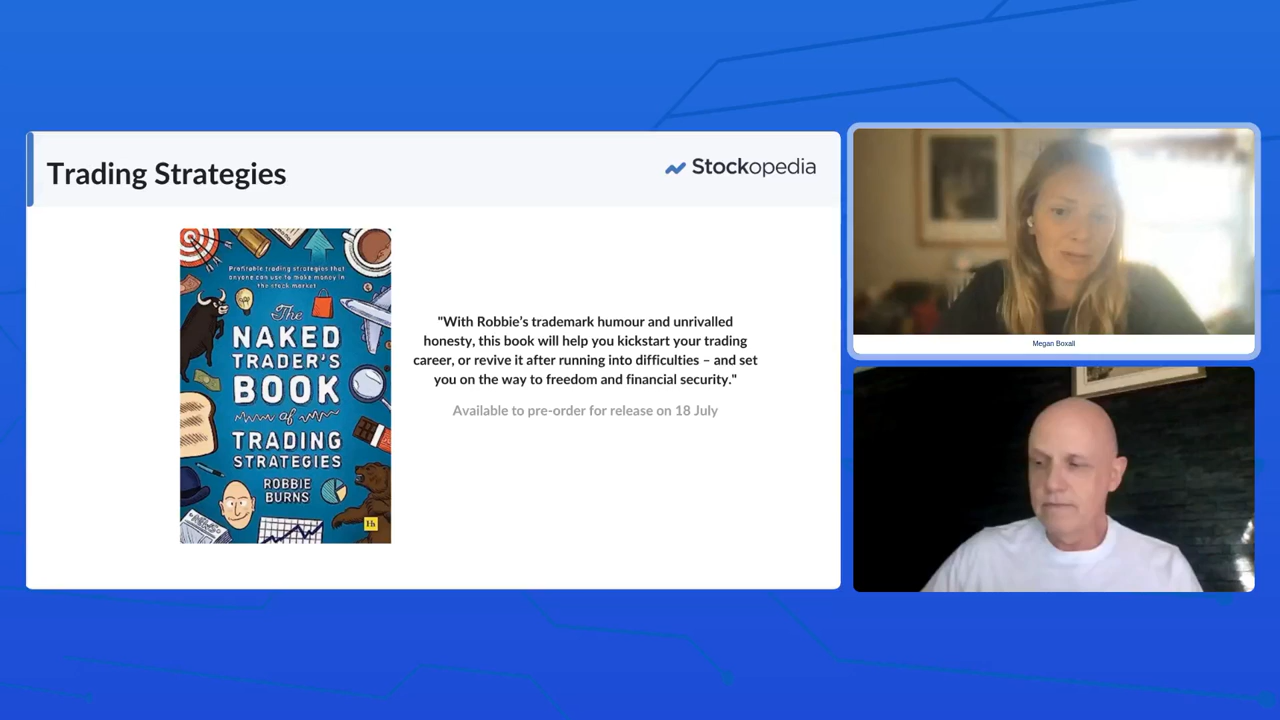 Trading Strategies
Stockopedia
Profitable trading strategies that
anyone can use to make money in
the stock market
The
NAKED
TRADER'S
BOOK
of
TRADING
STRATEGIES
ROBBIE
BURNS
Hh
"With Robbie's trademark humour and unrivalled
honesty, this book will help you kickstart your trading
career, or revive it after running into difficulties – and set
you on the way to freedom and financial security."
Available to pre-order for release on 18 July
Megan Boxall